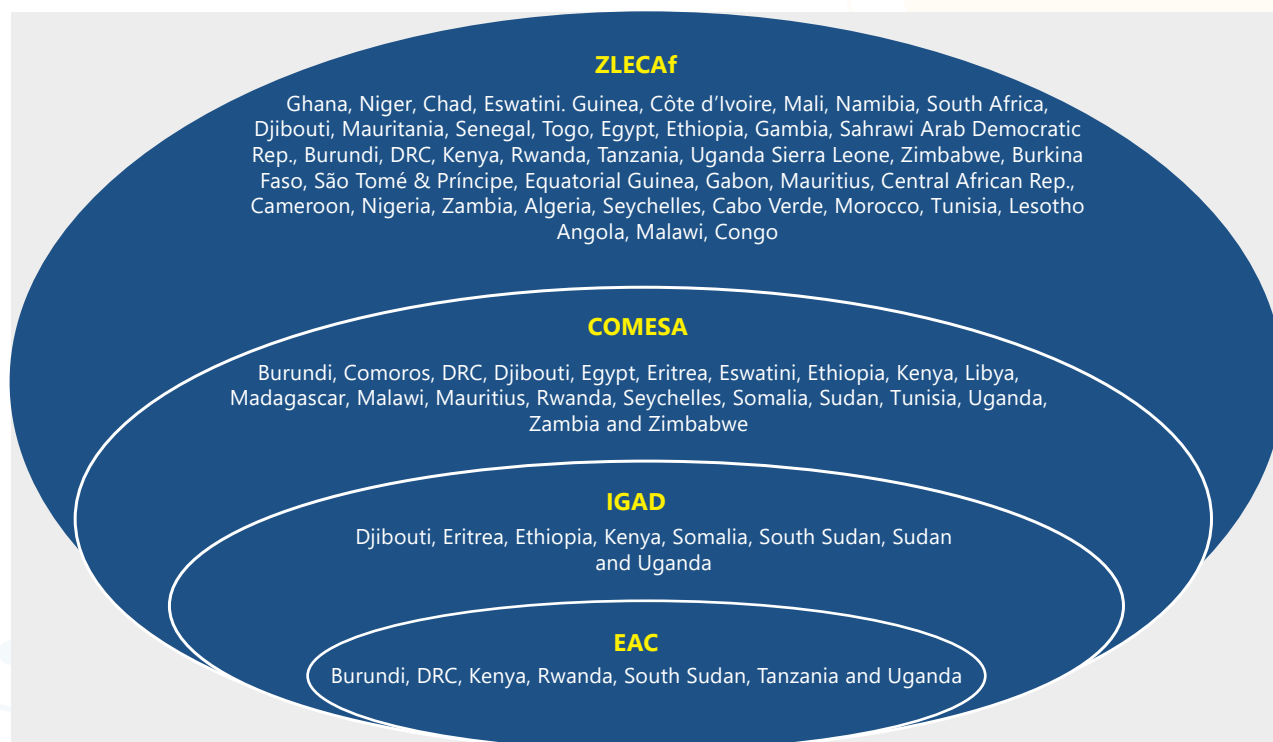 ZLECAf
Ghana, Niger, Chad, Eswatini. Guinea, Côte d’Ivoire, Mali, Namibia, South Africa,
Djibouti, Mauritania, Senegal, Togo, Egypt, Ethiopia, Gambia, Sahrawi Arab Democratic
Rep., Burundi, DRC, Kenya, Rwanda, Tanzania, Uganda Sierra Leone, Zimbabwe, Burkina
Faso, São Tomé & Príncipe, Equatorial Guinea, Gabon, Mauritius, Central African Rep.,
Cameroon, Nigeria, Zambia, Algeria, Seychelles, Cabo Verde, Morocco, Tunisia, Lesotho
Angola, Malawi, Congo
COMESA
Burundi, Comoros, DRC, Djibouti, Egypt, Eritrea, Eswatini, Ethiopia, Kenya, Libya,
Madagascar, Malawi, Mauritius, Rwanda, Seychelles, Somalia, Sudan, Tunisia, Uganda,
Zambia and Zimbabwe
IGAD
Djibouti, Eritrea, Ethiopia, Kenya, Somalia, South Sudan, Sudan
and Uganda
EAC
Burundi, DRC, Kenya, Rwanda, South Sudan, Tanzania and Uganda